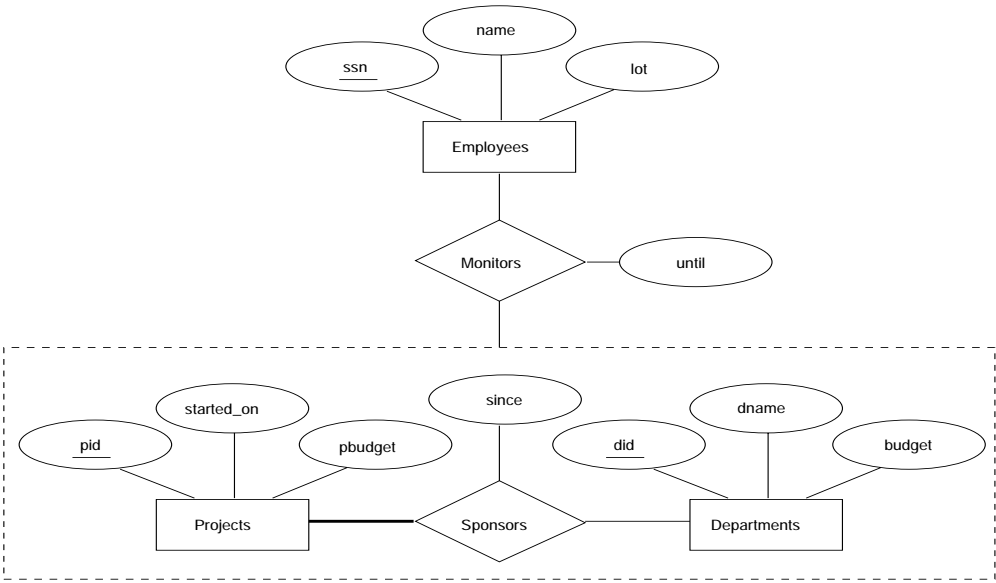 name
ssn
lot
Employees
Monitors
until
since
started_on
dname
pid
pbudget
did
budget
Projects
Sponsors
Departments